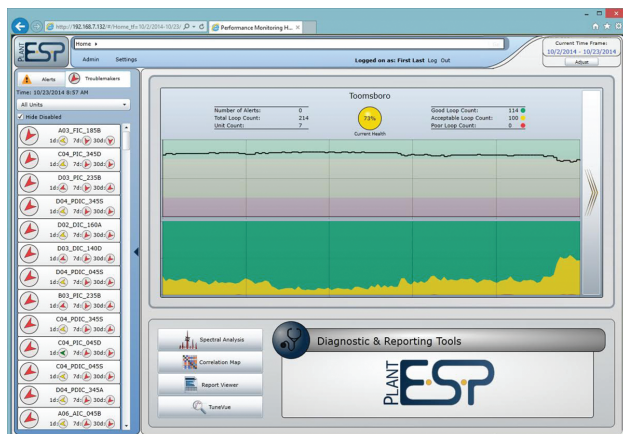 http://192.168.7.132/#/Home_tf=10/2/2014-10/23/
Performance Monitoring H...
PLANT ESP
Home
Admin Settings
Logged on as: First Last Log Out
Current Time Frame:
10/2/2014 - 10/23/2014
Adjust
Alerts Troublemakers
Time: 10/23/2014 8:57 AM
All Units
Hide Disabled
A03_FIC_185B
1d: 7d: 30d:
C04_PIC_345D
1d: 7d: 30d:
D03_PIC_235B
1d: 7d: 30d:
D04_PDIC_345S
1d: 7d: 30d:
D02_DIC_160A
1d: 7d: 30d:
D03_DIC_140D
1d: 7d: 30d:
D04_PDIC_045S
1d: 7d: 30d:
B03_PIC_235B
1d: 7d: 30d:
C04_PDIC_345S
1d: 7d: 30d:
C04_PIC_045D
1d: 7d: 30d:
C04_PDIC_045S
1d: 7d: 30d:
D04_PDIC_345A
1d: 7d: 30d:
A06_AIC_045B
1d: 7d: 30d:
Toomsboro
Number of Alerts: 0
Total Loop Count: 214
Unit Count: 7
73%
Current Health
Good Loop Count: 114
Acceptable Loop Count: 100
Poor Loop Count: 0
Spectral Analysis
Correlation Map
Report Viewer
TuneVue
Diagnostic & Reporting Tools
PLANT ESP